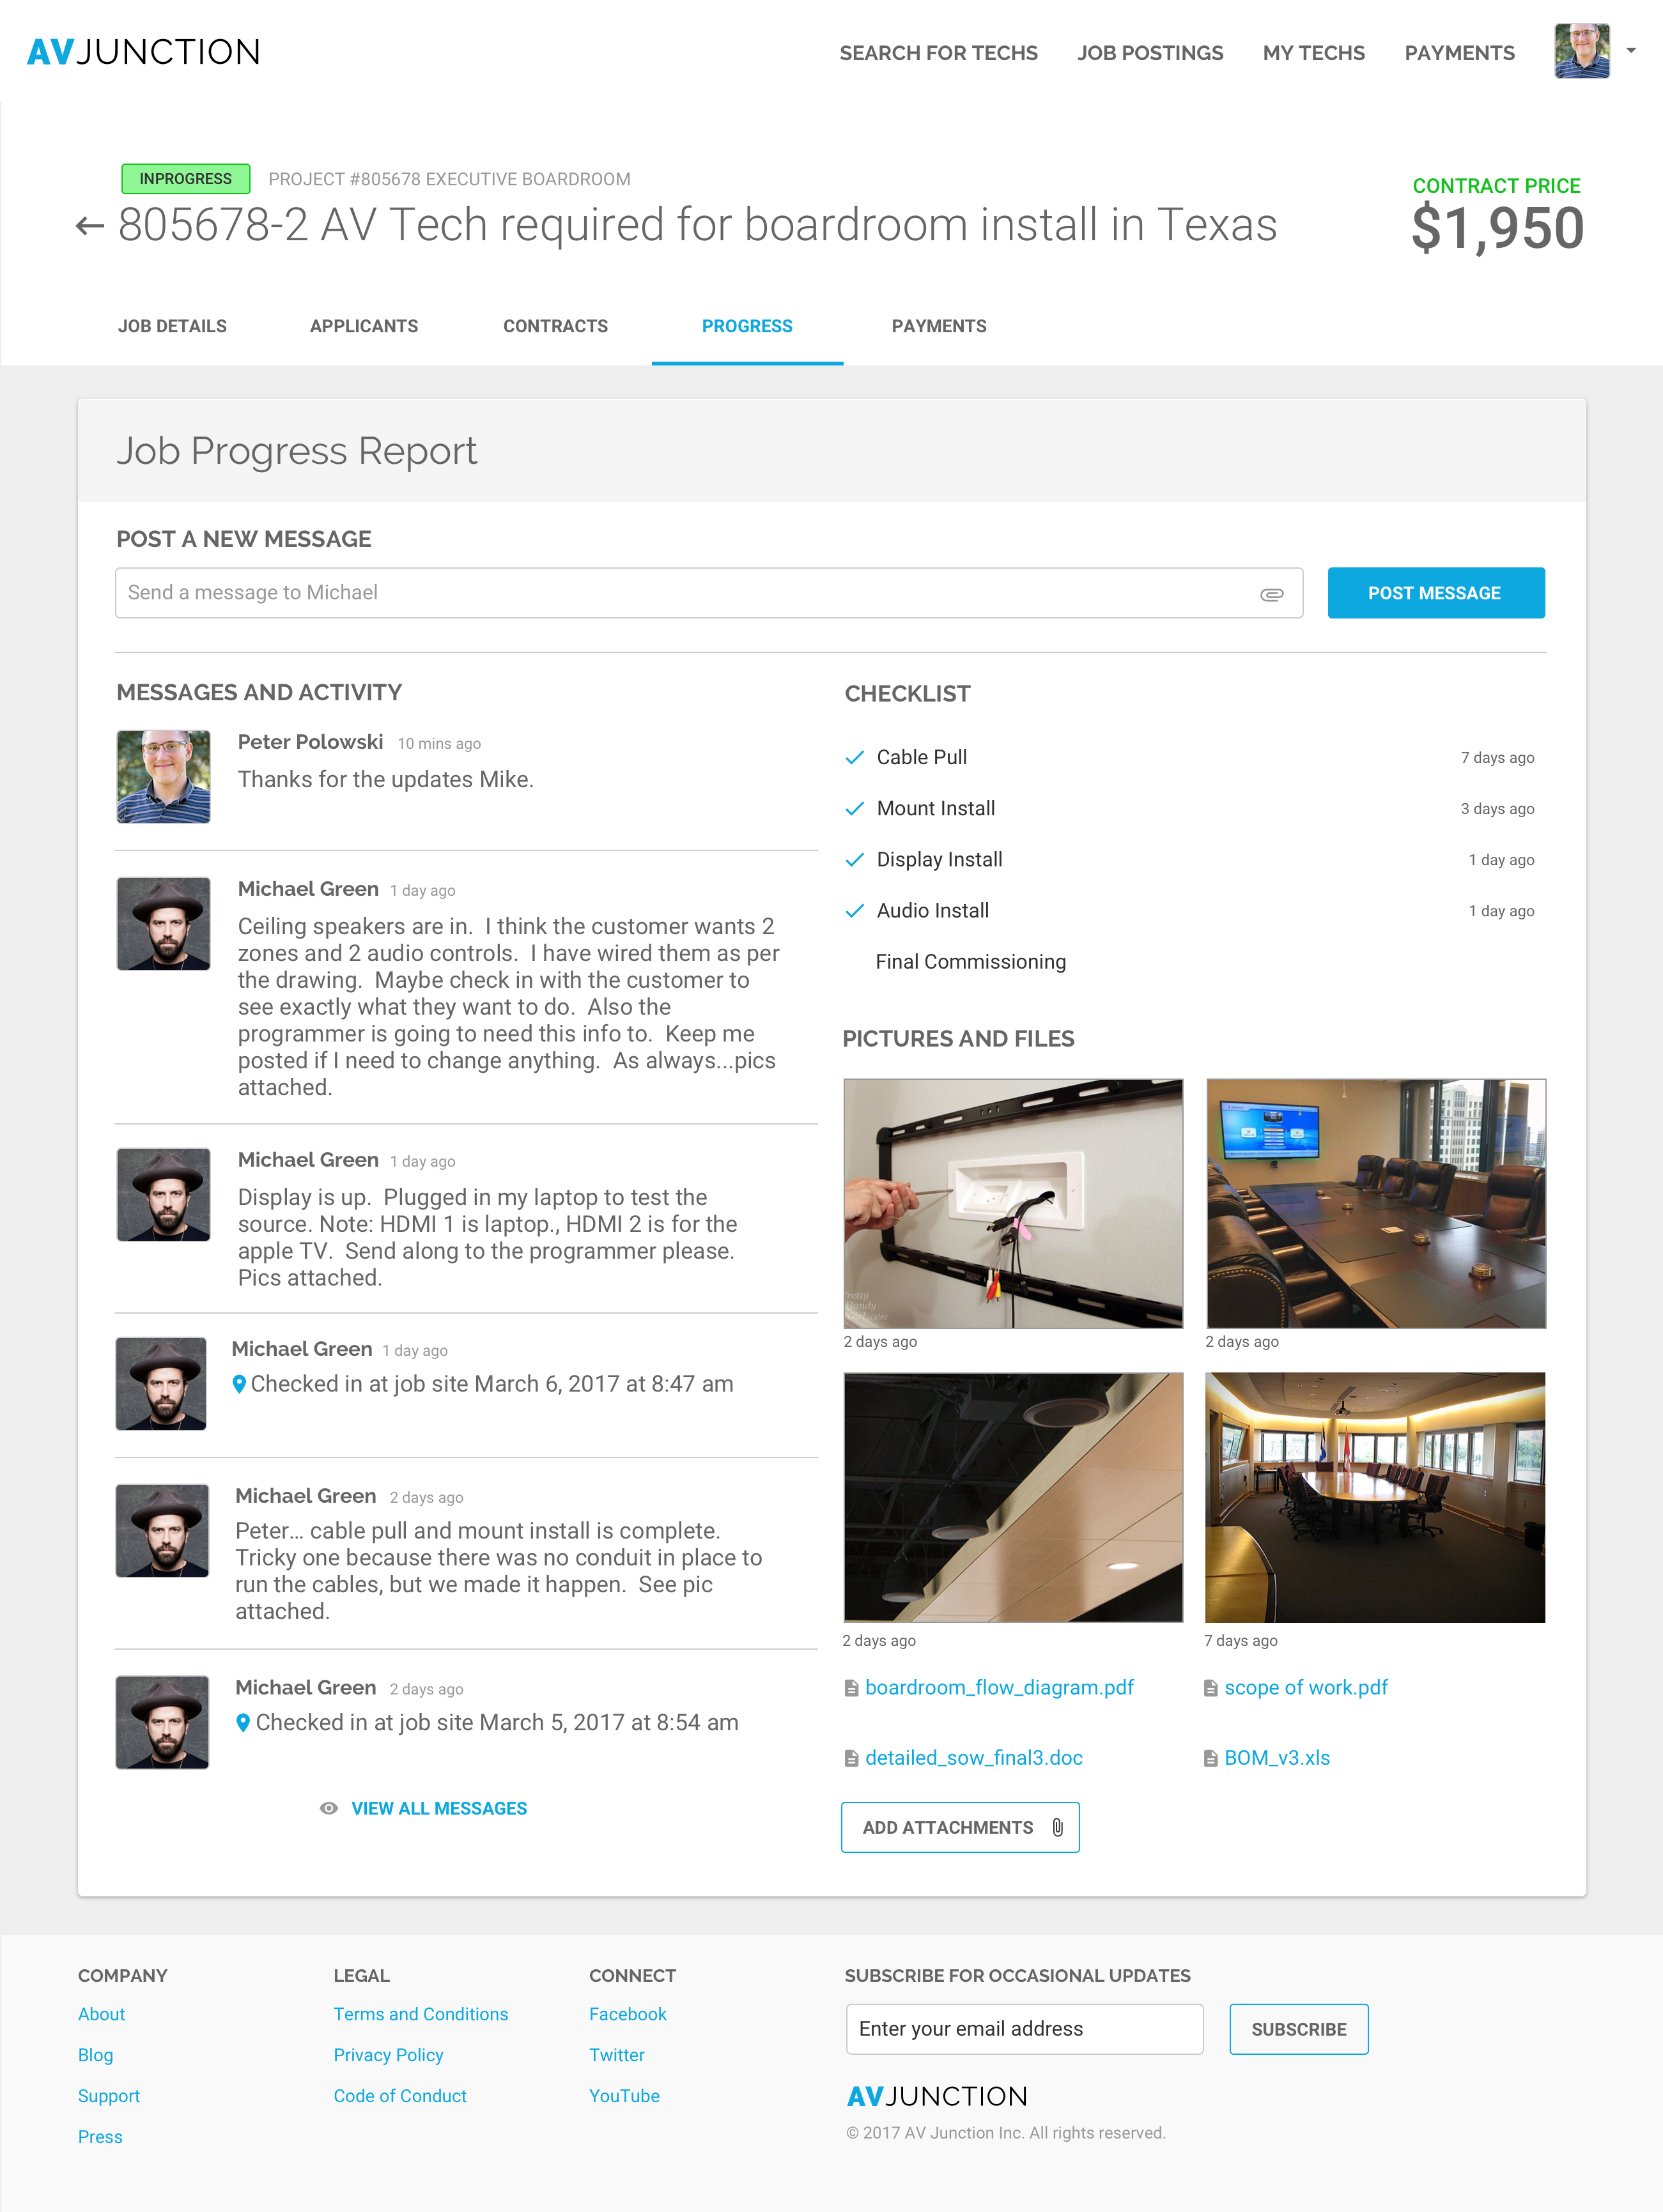 AVJUNCTION
SEARCH FOR TECHS
JOB POSTINGS
MY TECHS
PAYMENTS
INPROGRESS
PROJECT #805678 EXECUTIVE BOARDROOM
805678-2 AV Tech required for boardroom install in Texas
CONTRACT PRICE
$1,950
JOB DETAILS
APPLICANTS
CONTRACTS
PROGRESS
PAYMENTS
Job Progress Report
POST A NEW MESSAGE
Send a message to Michael
POST MESSAGE
MESSAGES AND ACTIVITY
Peter Polowski 10 mins ago
Thanks for the updates Mike.
Michael Green 1 day ago
Ceiling speakers are in.  I think the customer wants 2
zones and 2 audio controls.  I have wired them as per
the drawing.  Maybe check in with the customer to
see exactly what they want to do.  Also the
programmer is going to need this info to.  Keep me
posted if I need to change anything.  As always...pics
attached.
Michael Green 1 day ago
Display is up.  Plugged in my laptop to test the
source. Note: HDMI 1 is laptop., HDMI 2 is for the
apple TV.  Send along to the programmer please.
Pics attached.
Michael Green 1 day ago
Checked in at job site March 6, 2017 at 8:47 am
Michael Green 2 days ago
Peter... cable pull and mount install is complete.
Tricky one because there was no conduit in place to
run the cables, but we made it happen.  See pic
attached.
Michael Green 2 days ago
Checked in at job site March 5, 2017 at 8:54 am
VIEW ALL MESSAGES
CHECKLIST
Cable Pull 7 days ago
Mount Install 3 days ago
Display Install 1 day ago
Audio Install 1 day ago
Final Commissioning
PICTURES AND FILES
Handy
2 days ago
2 days ago
2 days ago
7 days ago
boardroom_flow_diagram.pdf
scope of work.pdf
detailed_sow_final3.doc
BOM_v3.xls
ADD ATTACHMENTS
COMPANY
About
Blog
Support
Press
LEGAL
Terms and Conditions
Privacy Policy
Code of Conduct
CONNECT
Facebook
Twitter
YouTube
SUBSCRIBE FOR OCCASIONAL UPDATES
Enter your email address
SUBSCRIBE
AVJUNCTION
© 2017 AV Junction Inc. All rights reserved.